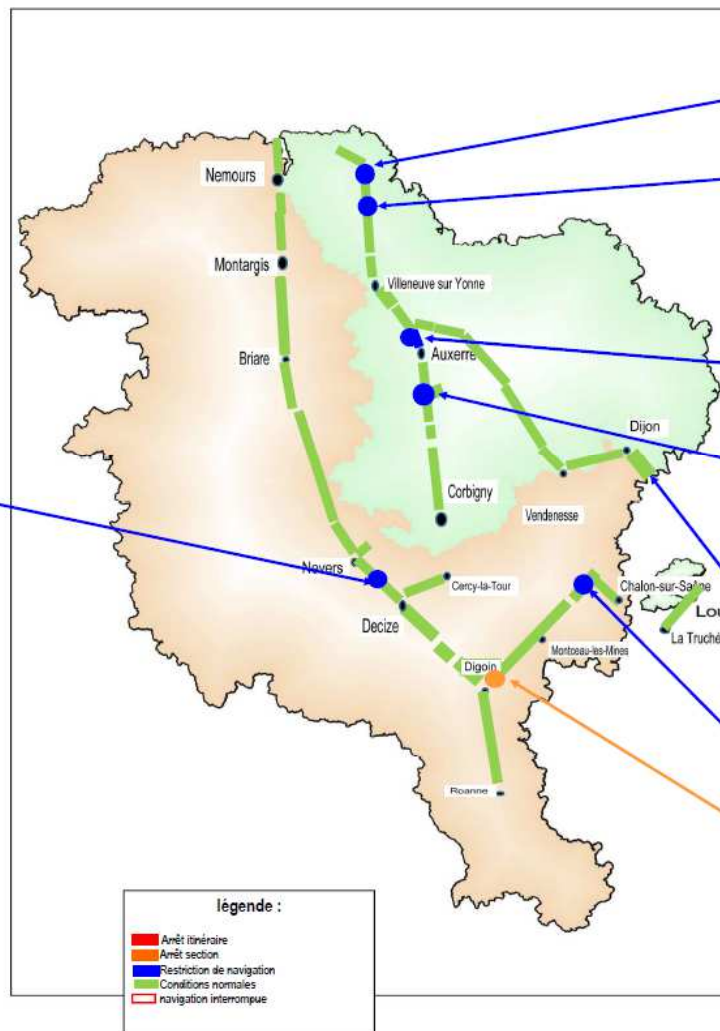 Nemours
Montargis
Villeneuve sur Yonne
Briare
Auxerre
Dijon
Corbigny
Vendenesse
Nevers
Cercy-la-Tour
Chalon-sur-Saône
Lou
Decize
La Truché
Montceau-les-Mines
Digoin
Roanne
légende :
Arrêt itinéraire
Arrêt section
Restriction de navigation
Conditions normales
navigation interrompue